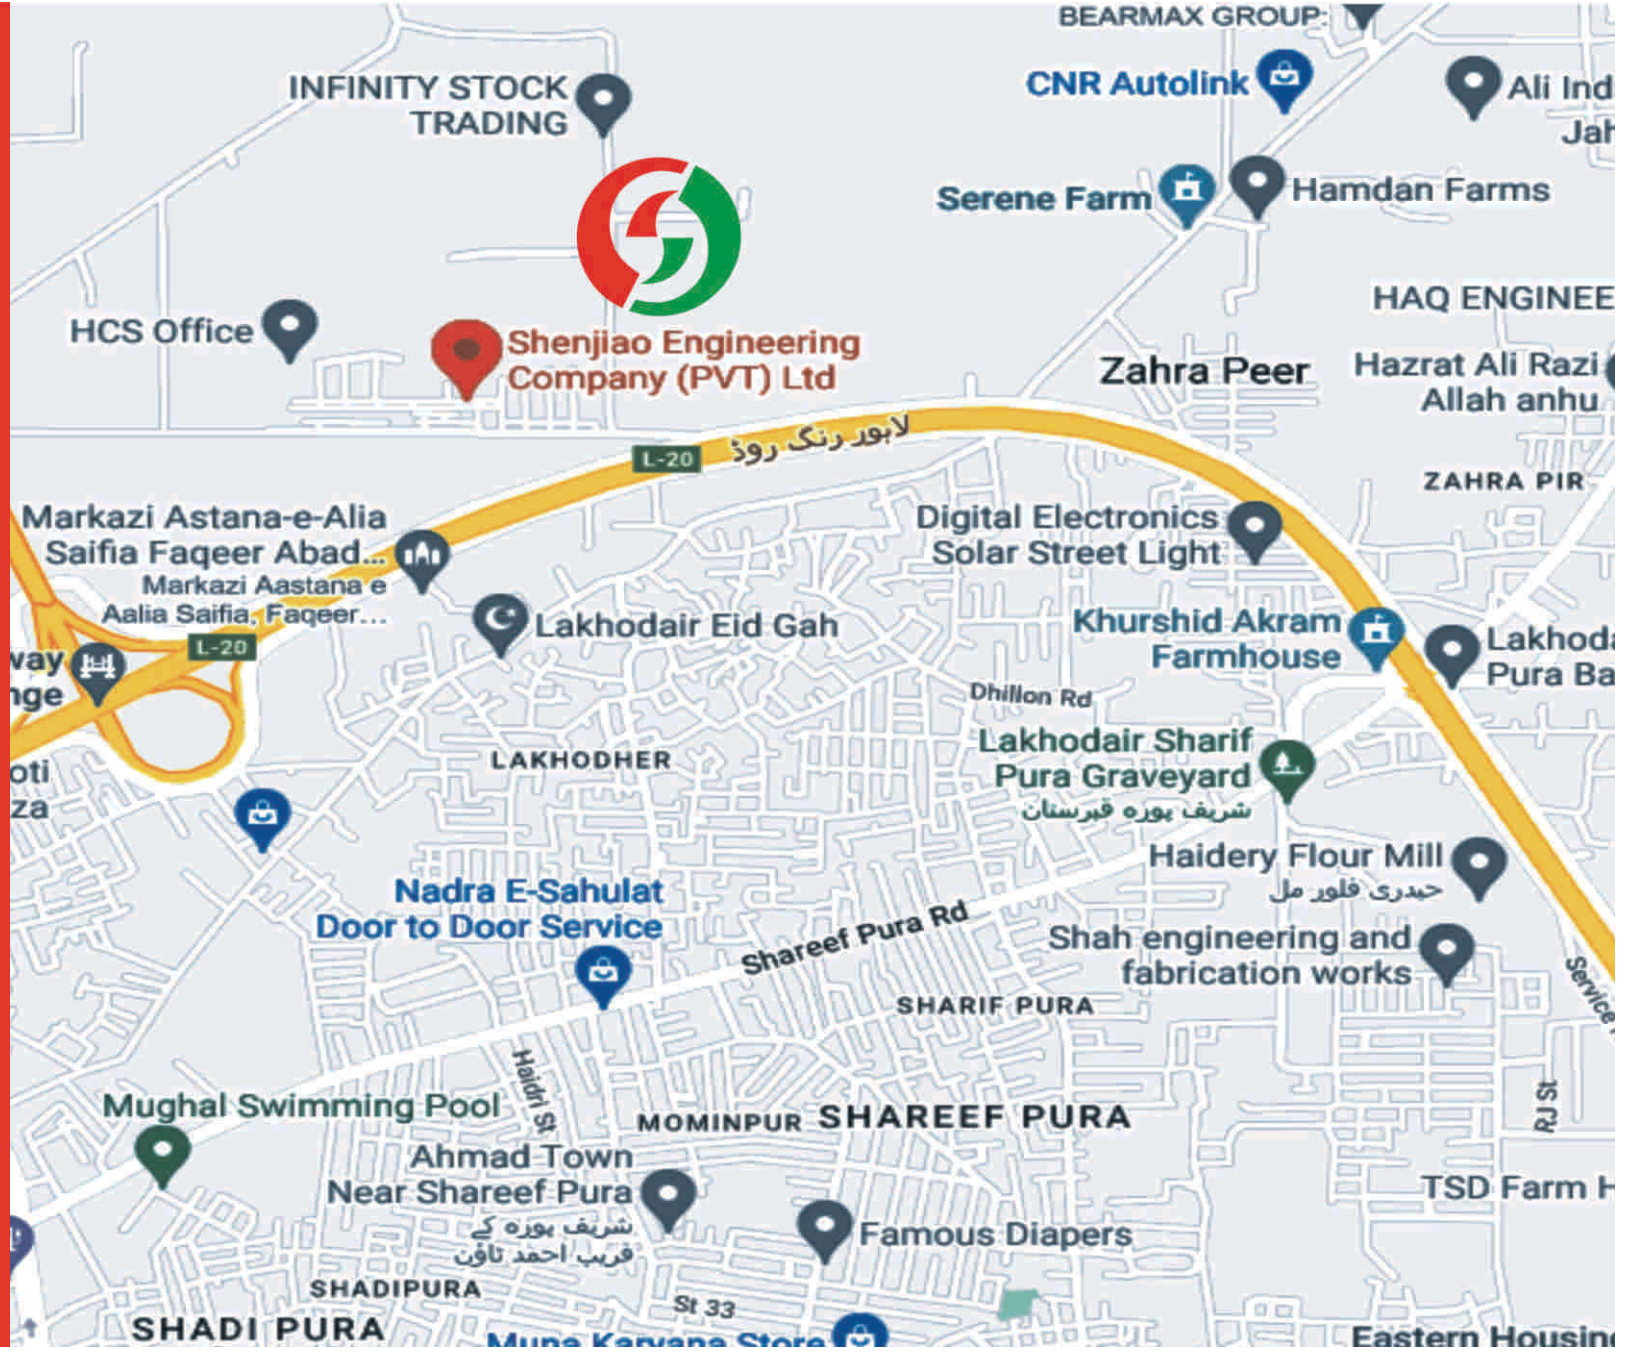 BEARMAX GROUP:
INFINITY STOCK
TRADING
CNR Autolink
Ali Ind
Jah
Serene Farm
Hamdan Farms
HAQ ENGINEE
HCS Office
Shenjiao Engineering
Company (PVT) Ltd
Zahra Peer
Hazrat Ali Razi
Allah anhu
لاہور رنگ روڈ
L-20
ZAHRA PIR
Markazi Astana-e-Alia
Saifia Faqeer Abad...
Markazi Aastana e
Aalia Saifia, Faqeer...
Digital Electronics
Solar Street Light
Lakhodair Eid Gah
Khurshid Akram
Farmhouse
L-20
way
nge
Lakhoda
Pura Ba
Dhillon Rd
LAKHODHER
Lakhodair Sharif
Pura Graveyard
شریف پورہ قبرستان
oti
za
Haidery Flour Mill
حیدری فلور مل
Nadra E-Sahulat
Door to Door Service
Shareef Pura Rd
Shah engineering and
fabrication works
SHARIF PURA
Service
Haidri St
Mughal Swimming Pool
MOMINPUR
SHAREEF PURA
RJ St
Ahmad Town
Near Shareef Pura
شریف پورہ کے
قریب احمد ٹاؤن
TSD Farm H
Famous Diapers
SHADIPURA
St 33
SHADI PURA
Muna Karyana Store
Eastern Housing